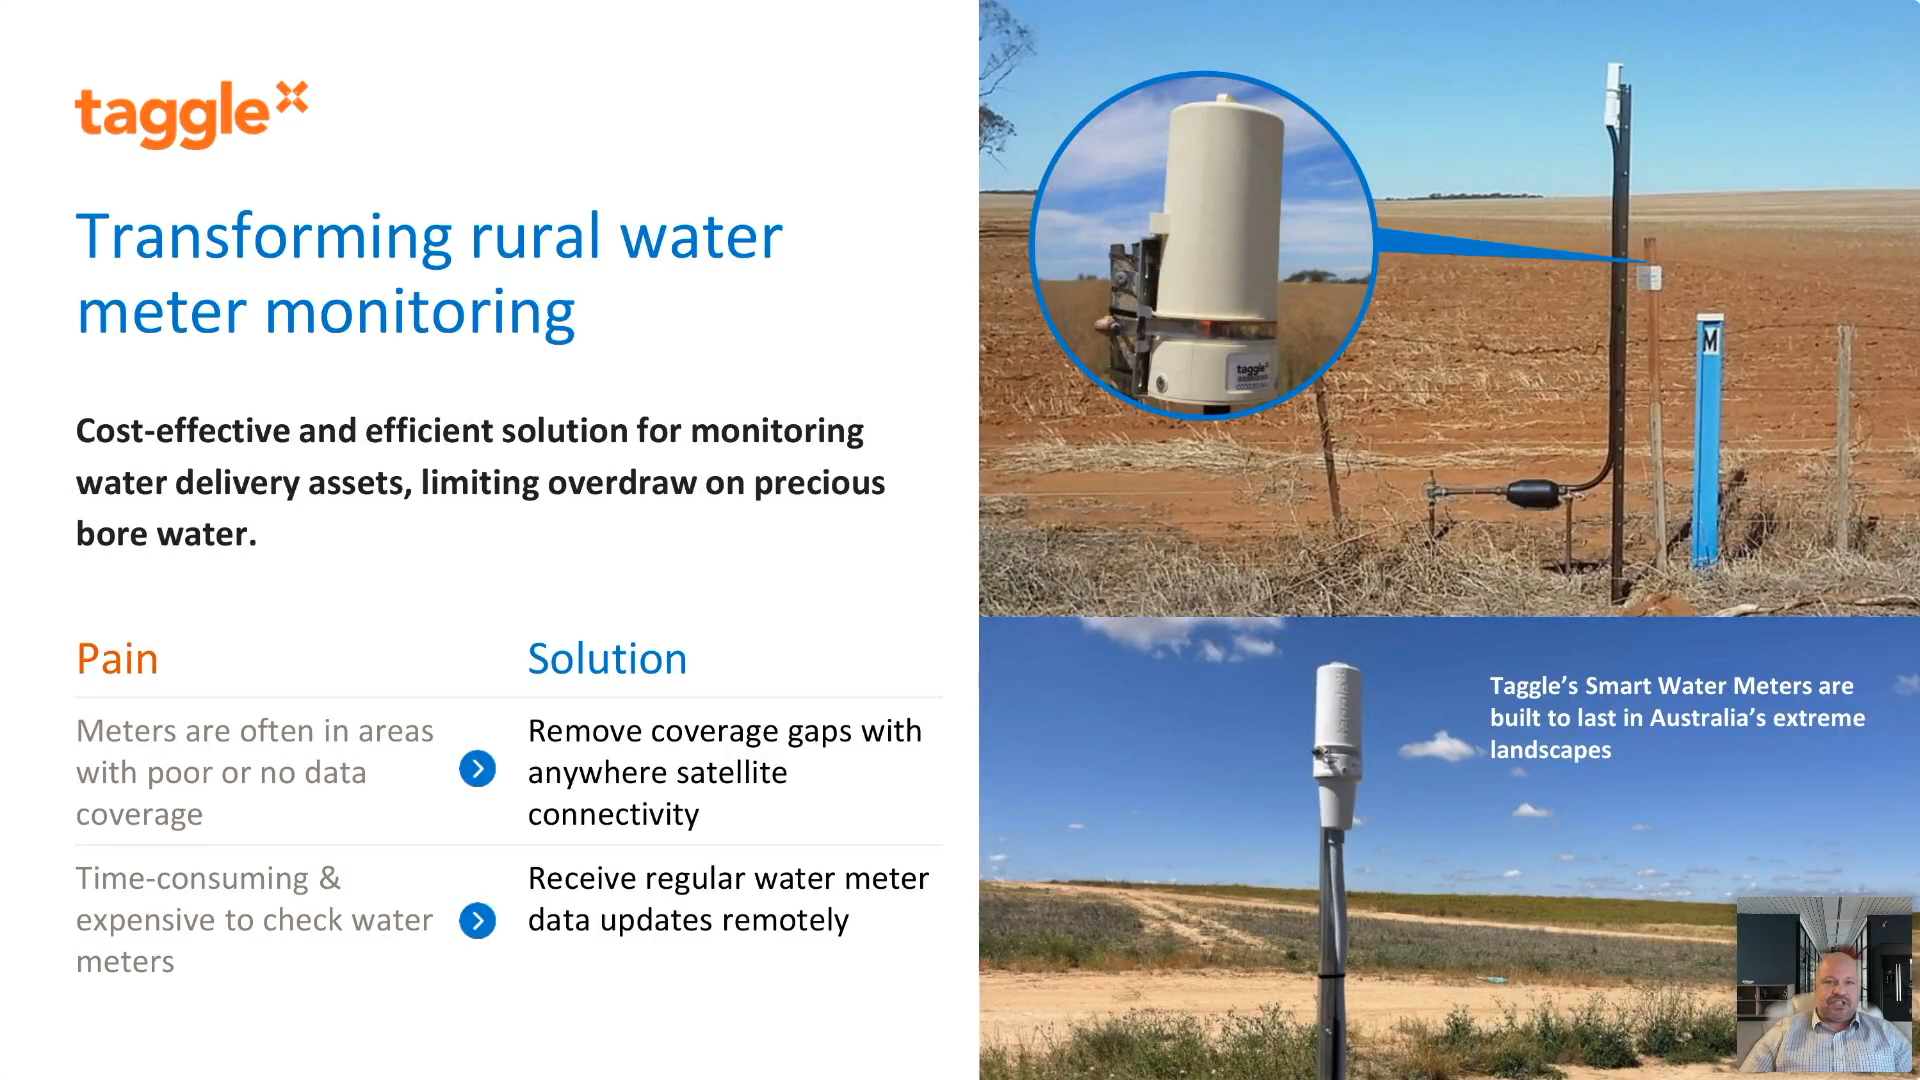 taggle
Transforming rural water
meter monitoring
Cost-effective and efficient solution for monitoring
water delivery assets, limiting overdraw on precious
bore water.
Pain
Solution
Meters are often in areas
with poor or no data
coverage
Remove coverage gaps with
anywhere satellite
connectivity
Time-consuming &
expensive to check water
meters
Receive regular water meter
data updates remotely
taggle
M
Taggle’s Smart Water Meters are
built to last in Australia’s extreme
landscapes